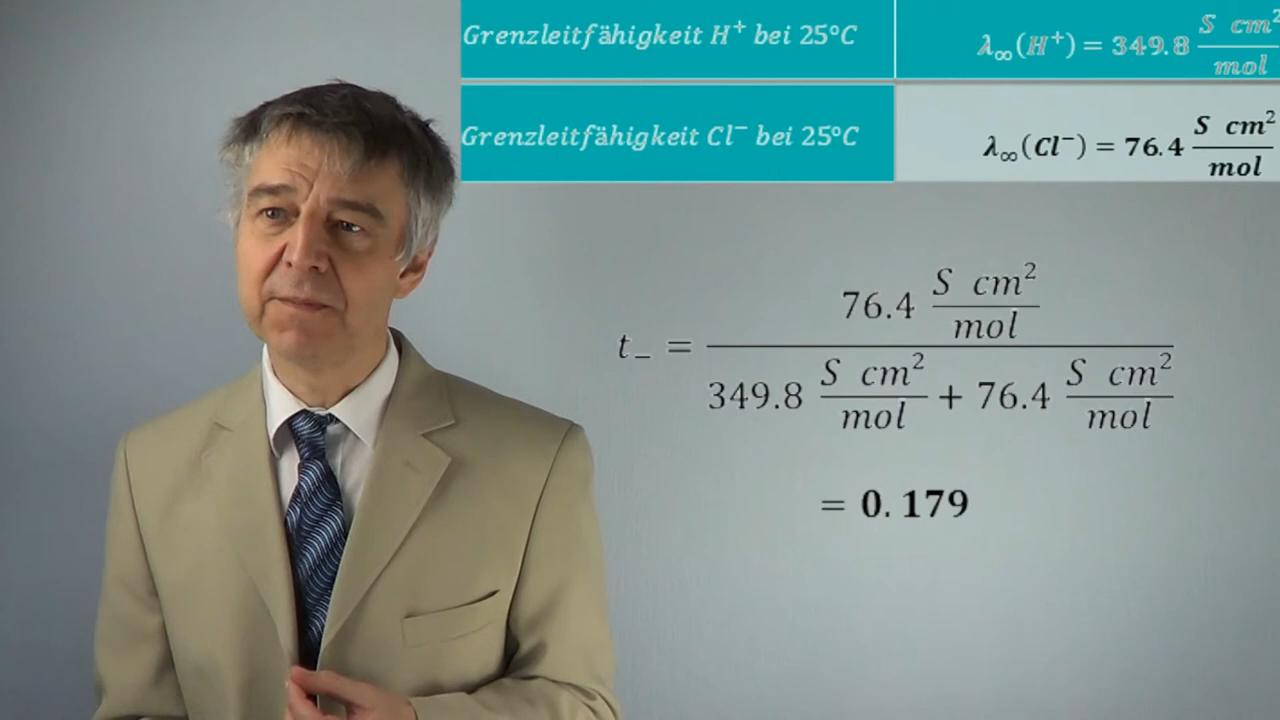 Grenzleitfähigkeit H⁺ bei 25°C λ∞(H⁺) = 349.8 S cm²/mol
Grenzleitfähigkeit Cl⁻ bei 25°C λ∞(Cl⁻) = 76.4 S cm²/mol
t₋ = (76.4 S cm²/mol) / (349.8 S cm²/mol + 76.4 S cm²/mol)
= 0.179